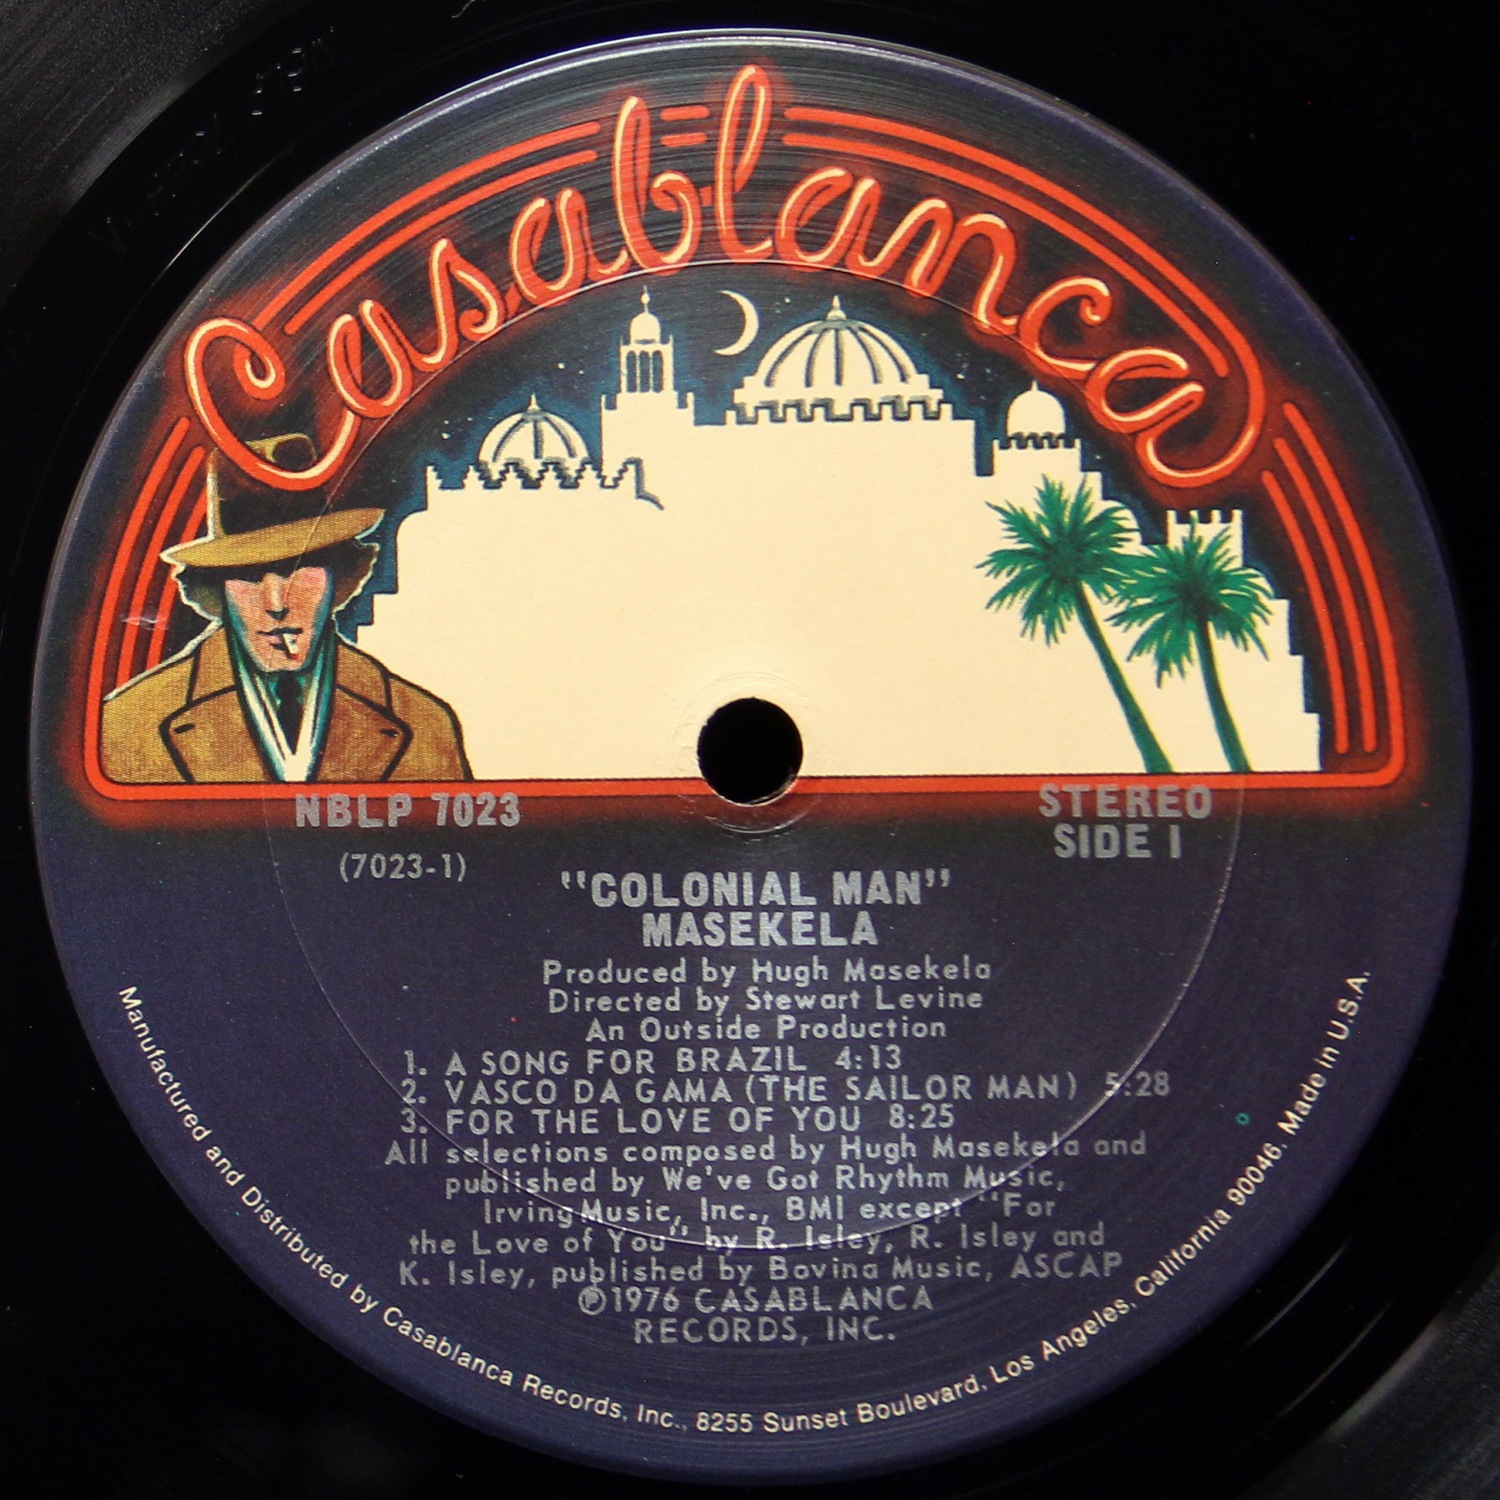 Casablanca
NBLP 7023
(7023-1)
STEREO
SIDE 1
"COLONIAL MAN"
MASEKELA
Produced by Hugh Masekela
Directed by Stewart Levine
An Outside Production
1. A SONG FOR BRAZIL 4:13
2. VASCO DA GAMA (THE SAILOR MAN) 5:28
3. FOR THE LOVE OF YOU 8:25
All selections composed by Hugh Masekela and
published by We've Got Rhythm Music,
Irving Music, Inc., BMI except "For
the Love of You" by R. Isley, R. Isley and
K. Isley, published by Bovina Music, ASCAP
℗1976 CASABLANCA
RECORDS, INC.
Manufactured and Distributed by Casablanca Records, Inc., 8255 Sunset Boulevard, Los Angeles, California 90046. Made in U.S.A.